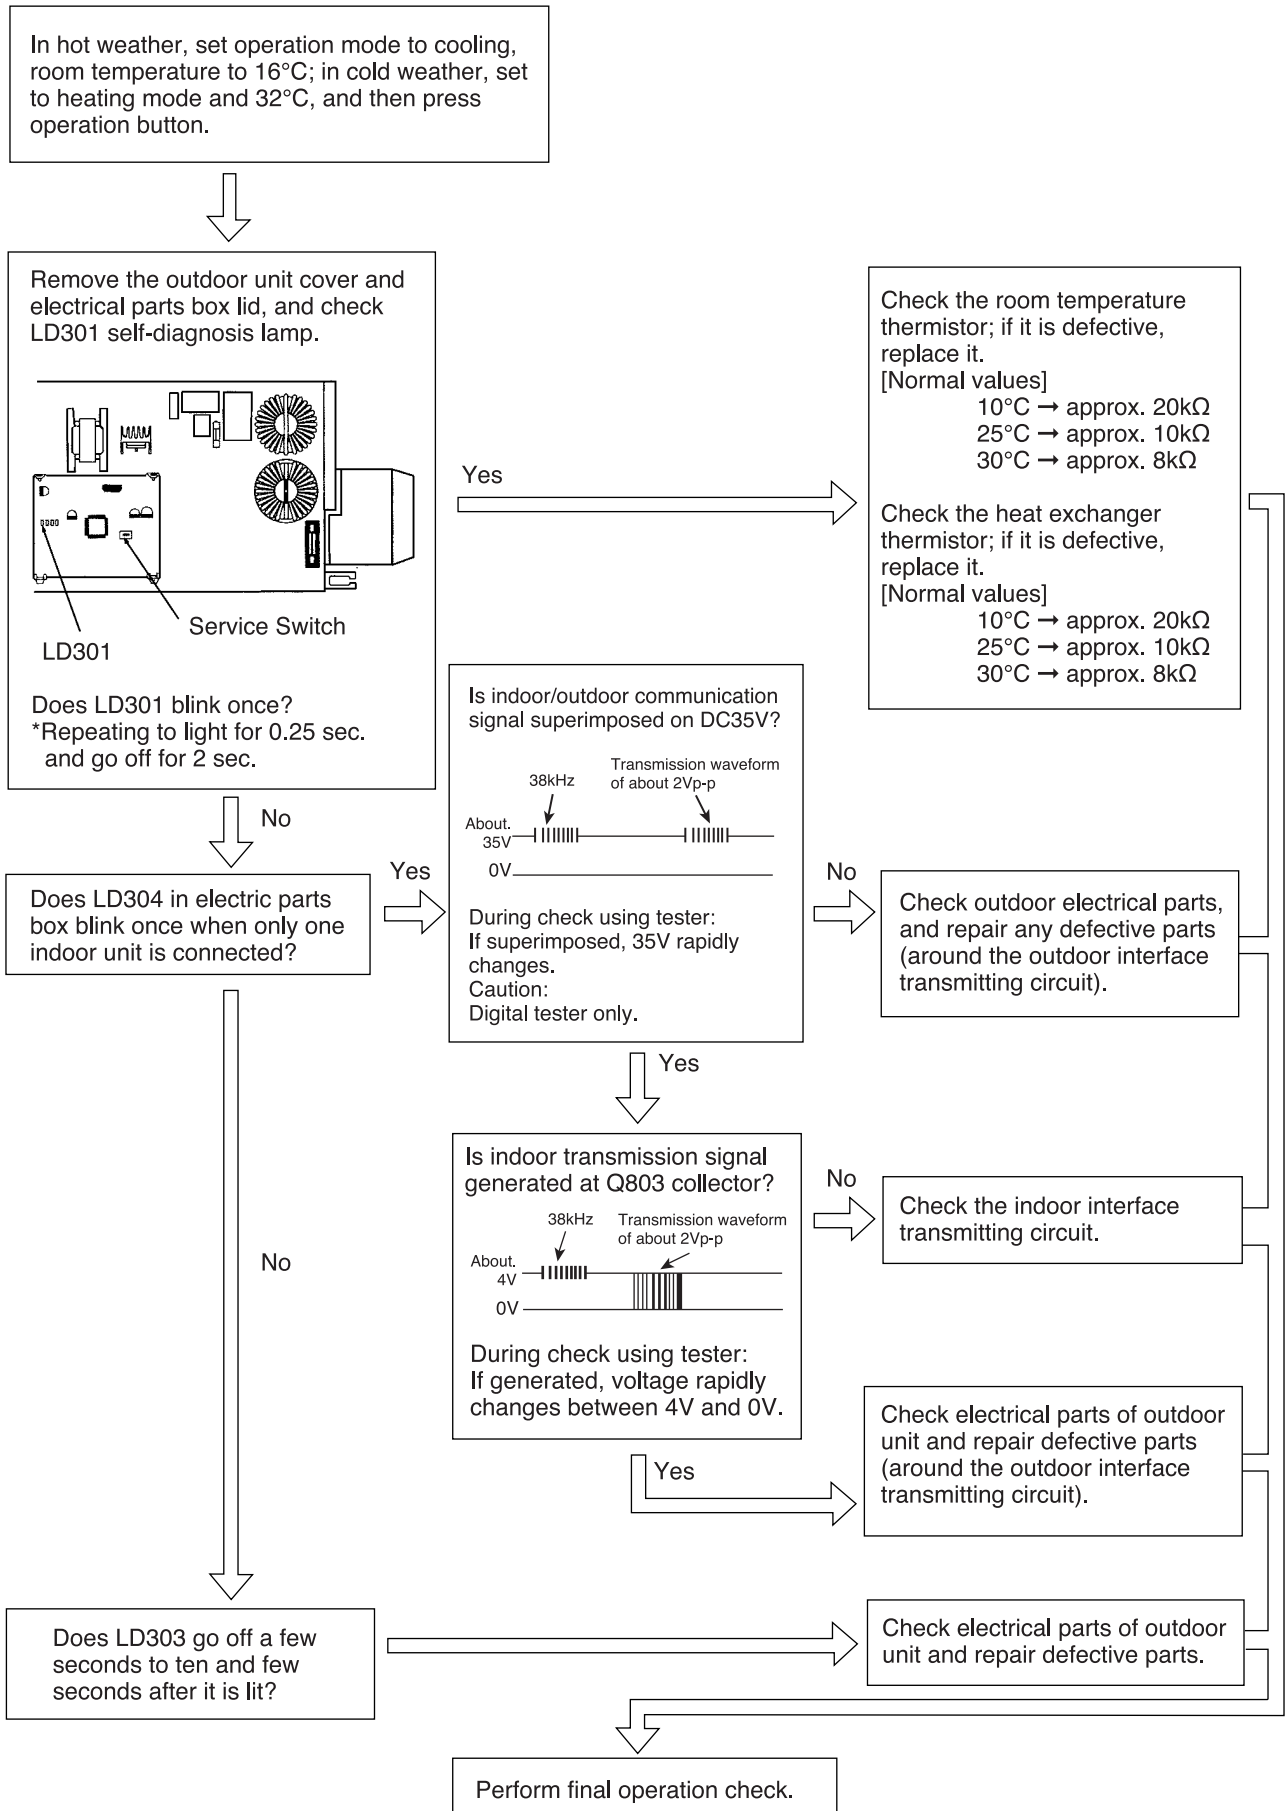 In hot weather, set operation mode to cooling,
room temperature to 16°C; in cold weather, set
to heating mode and 32°C, and then press
operation button.
Remove the outdoor unit cover and
electrical parts box lid, and check
LD301 self-diagnosis lamp.
Service Switch
LD301
Does LD301 blink once?
*Repeating to light for 0.25 sec.
and go off for 2 sec.
Yes
Check the room temperature
thermistor; if it is defective,
replace it.
[Normal values]
10°C → approx. 20kΩ
25°C → approx. 10kΩ
30°C → approx. 8kΩ
Check the heat exchanger
thermistor; if it is defective,
replace it.
[Normal values]
10°C → approx. 20kΩ
25°C → approx. 10kΩ
30°C → approx. 8kΩ
No
Does LD304 in electric parts
box blink once when only one
indoor unit is connected?
Yes
Is indoor/outdoor communication
signal superimposed on DC35V?
38kHz
Transmission waveform
of about 2Vp-p
About.
35V
0V
During check using tester:
If superimposed, 35V rapidly
changes.
Caution:
Digital tester only.
No
Check outdoor electrical parts,
and repair any defective parts
(around the outdoor interface
transmitting circuit).
Yes
Is indoor transmission signal
generated at Q803 collector?
38kHz
Transmission waveform
of about 2Vp-p
About.
4V
0V
During check using tester:
If generated, voltage rapidly
changes between 4V and 0V.
No
Check the indoor interface
transmitting circuit.
Yes
Check electrical parts of outdoor
unit and repair defective parts
(around the outdoor interface
transmitting circuit).
No
Does LD303 go off a few
seconds to ten and few
seconds after it is lit?
Check electrical parts of outdoor
unit and repair defective parts.
Perform final operation check.